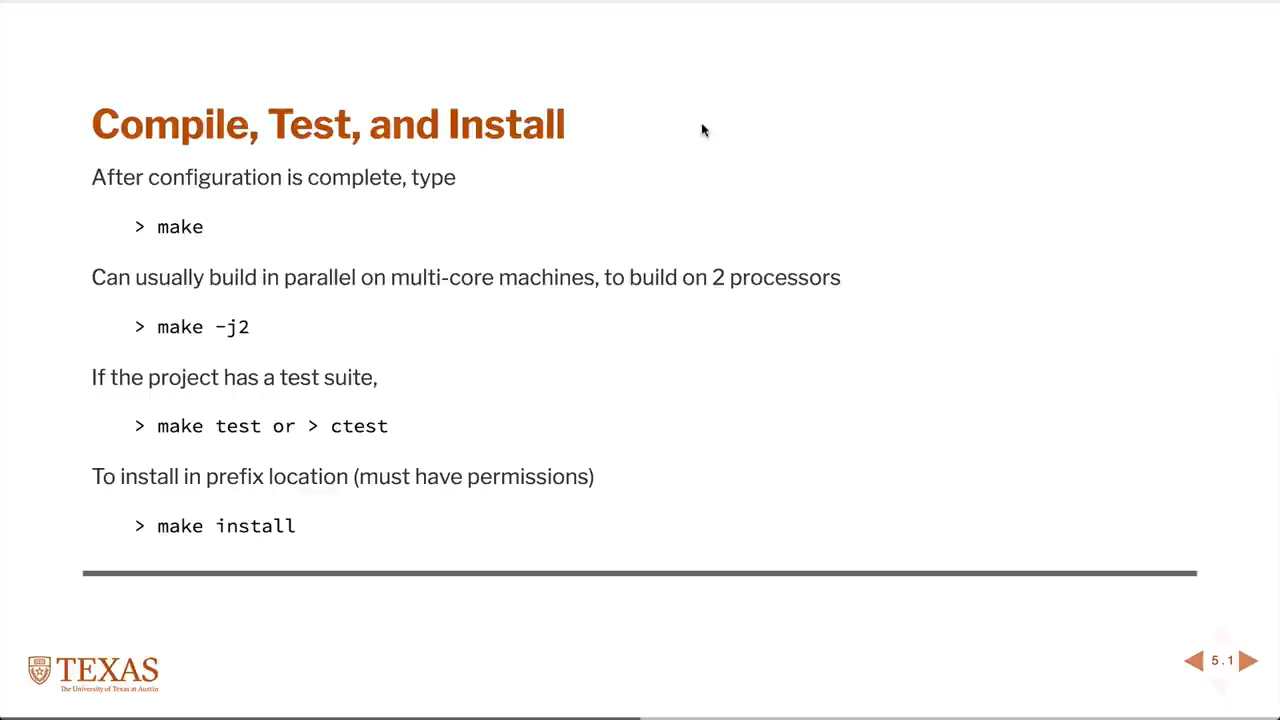 Compile, Test, and Install
After configuration is complete, type
> make
Can usually build in parallel on multi-core machines, to build on 2 processors
> make -j2
If the project has a test suite,
> make test or > ctest
To install in prefix location (must have permissions)
> make install
TEXAS
The University of Texas at Austin
5.1